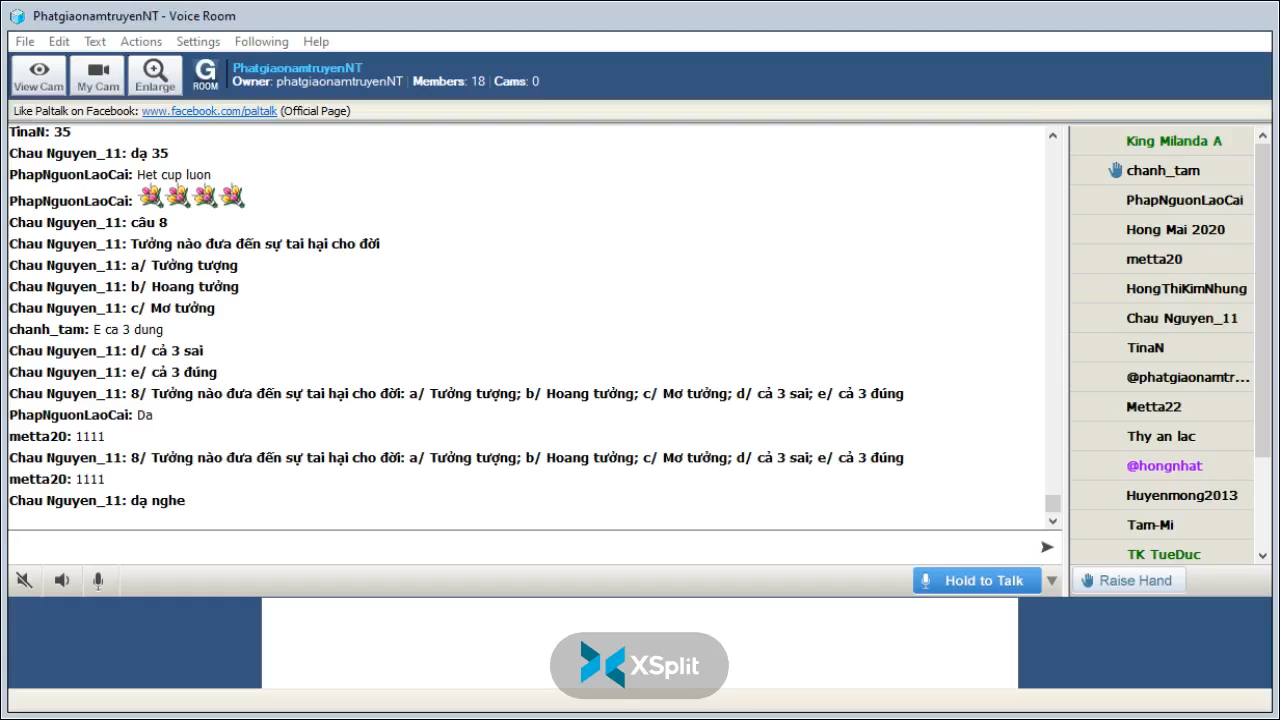 PhatgiaonamtruyenNT - Voice Room
File Edit Text Actions Settings Following Help
View Cam My Cam Enlarge G ROOM
PhatgiaonamtruyenNT
Owner: phatgiaonamtruyenNT | Members: 18 | Cams: 0
Like Paltalk on Facebook: www.facebook.com/paltalk (Official Page)
TinaN: 35
Chau Nguyen_11: dạ 35
PhapNguonLaoCai: Het cup luon
PhapNguonLaoCai:
Chau Nguyen_11: câu 8
Chau Nguyen_11: Tưởng nào đưa đến sự tai hại cho đời
Chau Nguyen_11: a/ Tưởng tượng
Chau Nguyen_11: b/ Hoang tưởng
Chau Nguyen_11: c/ Mơ tưởng
chanh_tam: E ca 3 dung
Chau Nguyen_11: d/ cả 3 sai
Chau Nguyen_11: e/ cả 3 đúng
Chau Nguyen_11: 8/ Tưởng nào đưa đến sự tai hại cho đời: a/ Tưởng tượng; b/ Hoang tưởng; c/ Mơ tưởng; d/ cả 3 sai; e/ cả 3 đúng
PhapNguonLaoCai: Da
metta20: 1111
Chau Nguyen_11: 8/ Tưởng nào đưa đến sự tai hại cho đời: a/ Tưởng tượng; b/ Hoang tưởng; c/ Mơ tưởng; d/ cả 3 sai; e/ cả 3 đúng
metta20: 1111
Chau Nguyen_11: dạ nghe
King Milanda A
chanh_tam
PhapNguonLaoCai
Hong Mai 2020
metta20
HongThiKimNhung
Chau Nguyen_11
TinaN
@phatgiaonamtr...
Metta22
Thy an lac
@hongnhat
Huyenmong2013
Tam-Mi
TK TueDuc
Hold to Talk
Raise Hand
XSplit